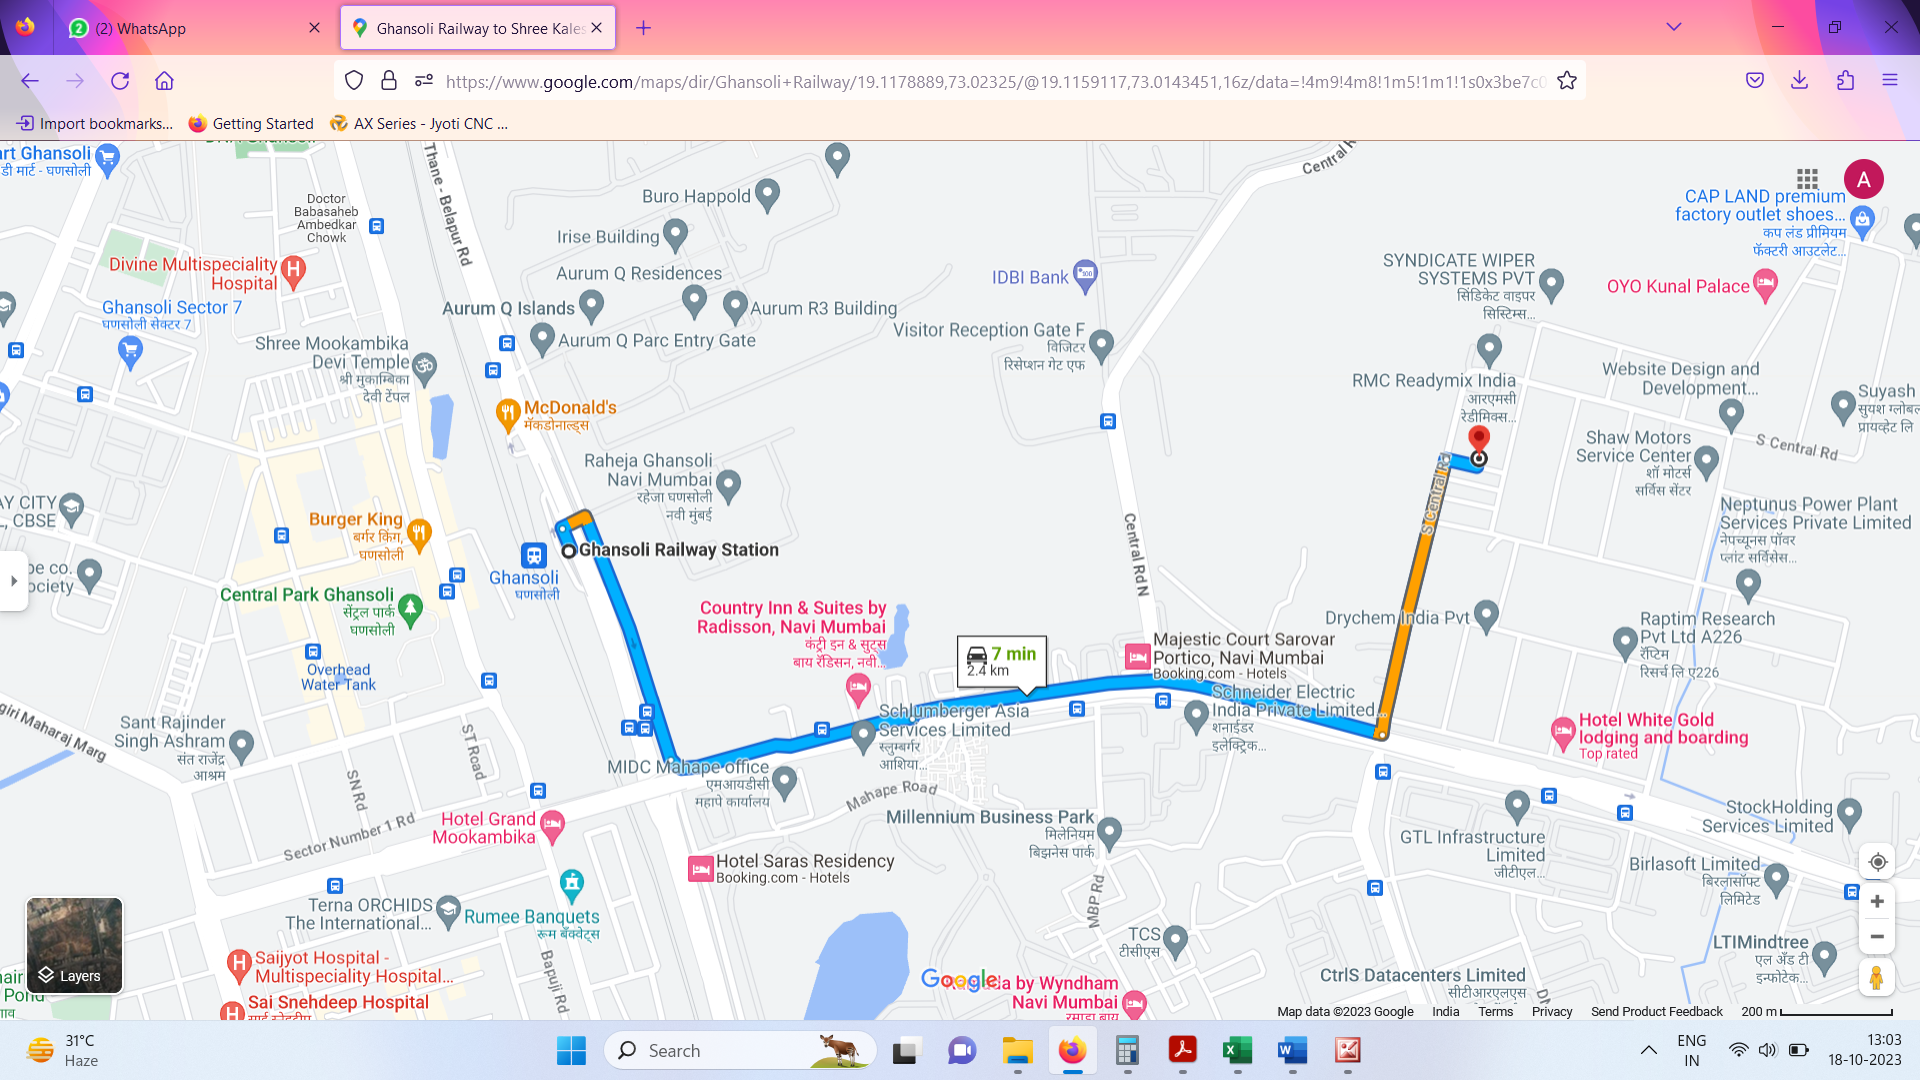 (2) WhatsApp
Ghansoli Railway to Shree Kales
https://www.google.com/maps/dir/Ghansoli+Railway/19.1178889,73.02325/@19.1159117,73.0143451,16z/data=!4m9!4m8!1m5!1m1!1s0x3be7c0
Import bookmarks...
Getting Started
AX Series - Jyoti CNC ...
art Ghansoli
डी मार्ट - घणसोली
Thane - Belapur Rd
Central R
A
Doctor
Babasaheb
Ambedkar
Chowk
Buro Happold
CAP LAND premium
factory outlet shoes...
कप लंड प्रीमियम
फॅक्टरी आउटलेट...
Irise Building
Divine Multispeciality
Hospital
Aurum Q Residences
IDBI Bank
SYNDICATE WIPER
SYSTEMS PVT
सिंडिकेट वाइपर
सिस्टिम्स...
OYO Kunal Palace
Ghansoli Sector 7
घणसोली सेक्टर 7
Aurum Q Islands
Aurum R3 Building
Aurum Q Parc Entry Gate
Visitor Reception Gate F
विजिटर
रिसेप्शन गेट एफ
Shree Mookambika
Devi Temple
श्री मुकाम्बिका
देवी टेंपल
RMC Readymix India
आरएमसी
रेडीमिक्स...
Website Design and
Development...
Suyash
सुयश ग्लोबल
प्रायव्हेट लि
McDonald's
मॅकडोनाल्ड्स
Shaw Motors
Service Center
शॉ मोटर्स
सर्विस सेंटर
S Central Rd
Raheja Ghansoli
Navi Mumbai
रहेजा घणसोली
नवी मुंबई
S Central Rd
AY CITY
L, CBSE
Burger King
बर्गर किंग,
घणसोली
Neptunus Power Plant
Services Private Limited
नेपच्यूनस पॉवर
प्लांट सर्विसेस...
Central Rd N
Ghansoli Railway Station
Ghansoli
घणसोली
pe co.
ociety
Central Park Ghansoli
सेंट्रल पार्क
घणसोली
Country Inn & Suites by
Radisson, Navi Mumbai
कंट्री इन & सुट्स
बाय रॅडिसन, नवी...
Drychem India Pvt
Raptim Research
Pvt Ltd A226
रॅप्टिम
रिसर्च लि ए226
7 min
2.4 km
Majestic Court Sarovar
Portico, Navi Mumbai
Booking.com - Hotels
Overhead
Water Tank
Schneider Electric
India Private Limited...
शनाईडर
इलेक्ट्रिक...
Schlumberger Asia
Services Limited
स्लुम्बर्गर
आशिया...
giri Maharaj Marg
Sant Rajinder
Singh Ashram
संत राजेंद्र
आश्रम
ST Road
SN Rd
Hotel White Gold
lodging and boarding
Top rated
MIDC Mahape office
एमआयडीसी
महापे कार्यालय
Mahape Road
Millennium Business Park
मिलेनियम
बिझनेस पार्क
Hotel Grand
Mookambika
Sector Number 1 Rd
StockHolding
Services Limited
GTL Infrastructure
Limited
जीटीएल...
Hotel Saras Residency
Booking.com - Hotels
Birlasoft Limited
बिरलासॉफ्ट
लिमिटेड
MBP Rd
Terna ORCHIDS
The International...
Rumee Banquets
रूम बँक्वेट्स
TCS
टीसीएस
LTIMindtree
एल अँड टी
इन्फोटेक...
Saijyot Hospital -
Multispeciality Hospital...
Bapuji Rd
Layers
Google
da by Wyndham
Navi Mumbai
रमाडा बाय
CtrlS Datacenters Limited
सीटीआरएलएस
DN
hair
Pond
गाव
Sai Snehdeep Hospital
Map data ©2023 Google
India
Terms
Privacy
Send Product Feedback
200 m
31°C
Haze
Search
ENG
IN
13:03
18-10-2023